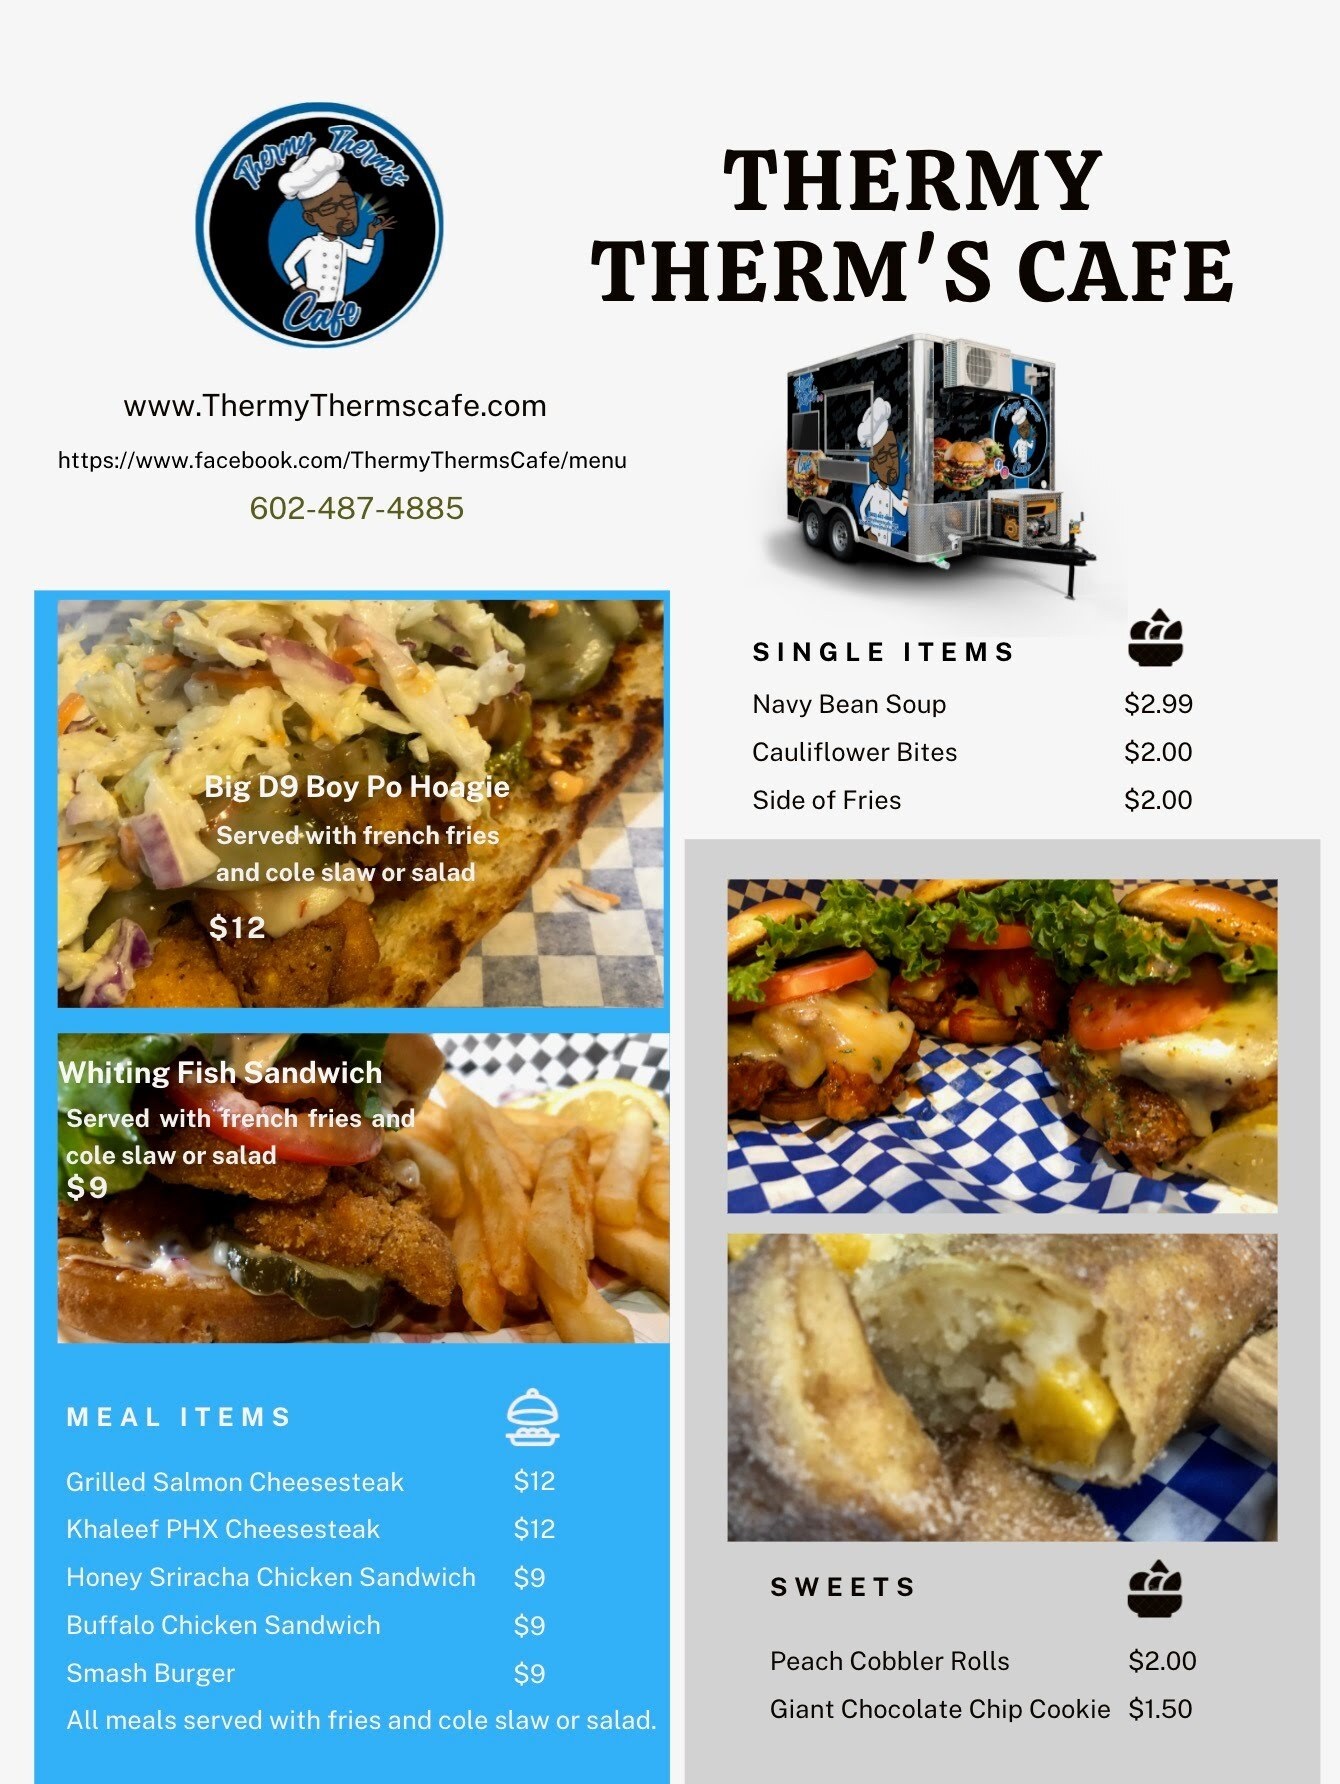 Thermy Therm's
Cafe
THERMY
THERM'S CAFE
www.ThermyThermscafe.com
https://www.facebook.com/ThermyThermsCafe/menu
602-487-4885
Big D9 Boy Po Hoagie
Served with french fries
and cole slaw or salad
$12
Whiting Fish Sandwich
Served with french fries and
cole slaw or salad
$9
MEAL ITEMS
Grilled Salmon Cheesesteak $12
Khaleef PHX Cheesesteak $12
Honey Sriracha Chicken Sandwich $9
Buffalo Chicken Sandwich $9
Smash Burger $9
All meals served with fries and cole slaw or salad.
SINGLE ITEMS
Navy Bean Soup $2.99
Cauliflower Bites $2.00
Side of Fries $2.00
SWEETS
Peach Cobbler Rolls $2.00
Giant Chocolate Chip Cookie $1.50